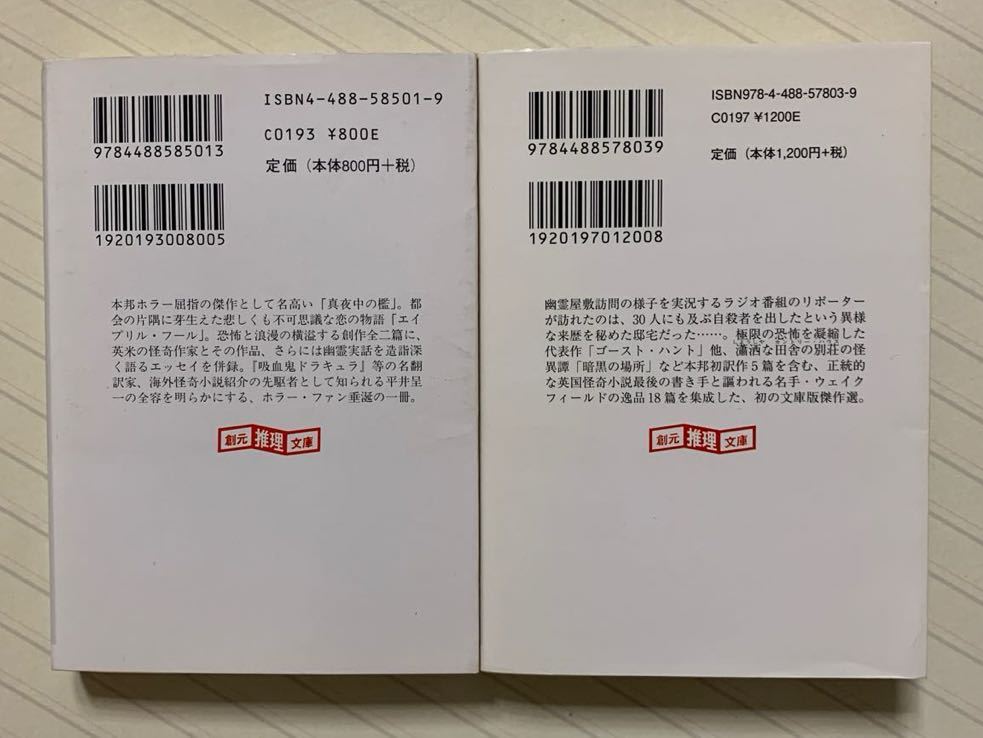 9784488585013
ISBN4-488-58501-9
C0193 ¥800E
定価（本体800円＋税）
1920193008005
本邦ホラー屈指の傑作として名高い「真夜中の檻」。都
会の片隅に芽生えた悲しくも不可思議な恋の物語「エイ
プリル・フール」。恐怖と浪漫の横溢する創作全二篇に、
英米の怪奇作家とその作品、さらには幽霊実話を造詣深
く語るエッセイを併録。『吸血鬼ドラキュラ』等の名翻
訳家、海外怪奇小説紹介の先駆者として知られる平井呈
一の全容を明らかにする、ホラー・ファン垂涎の一冊。
創元推理文庫
9784488578039
ISBN978-4-488-57803-9
C0197 ¥1200E
定価（本体1,200円+税）
1920197012008
幽霊屋敷訪問の様子を実況するラジオ番組のリポーター
が訪れたのは、30人にも及ぶ自殺者を出したという異様
な来歴を秘めた邸宅だった……。極限の恐怖を凝縮した
代表作「ゴースト・ハント」他、瀟洒な田舎の別荘の怪
異譚「暗黒の場所」など本邦初訳作5篇を含む、正統的
な英国怪奇小説最後の書き手と謳われる名手・ウェイク
フィールドの逸品18篇を集成した、初の文庫版傑作選。
創元推理文庫